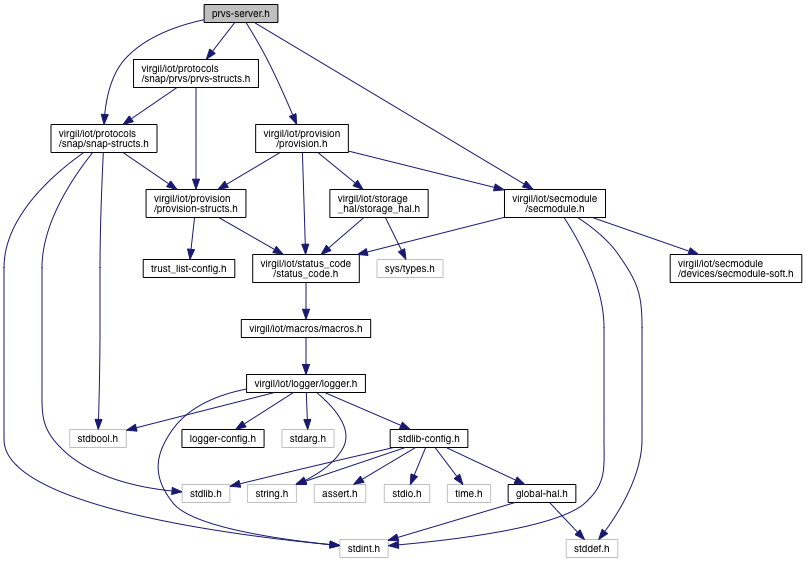 prvs-server.h
virgil/iot/protocols
/snap/prvs/prvs-structs.h
virgil/iot/protocols
/snap/snap-structs.h
virgil/iot/provision
/provision.h
virgil/iot/provision
/provision-structs.h
virgil/iot/storage
_hal/storage_hal.h
virgil/iot/secmodule
/secmodule.h
trust_list-config.h
virgil/iot/status_code
/status_code.h
sys/types.h
virgil/iot/secmodule
/devices/secmodule-soft.h
virgil/iot/macros/macros.h
virgil/iot/logger/logger.h
stdbool.h
logger-config.h
stdarg.h
stdlib-config.h
stdlib.h
string.h
assert.h
stdio.h
time.h
global-hal.h
stdint.h
stddef.h